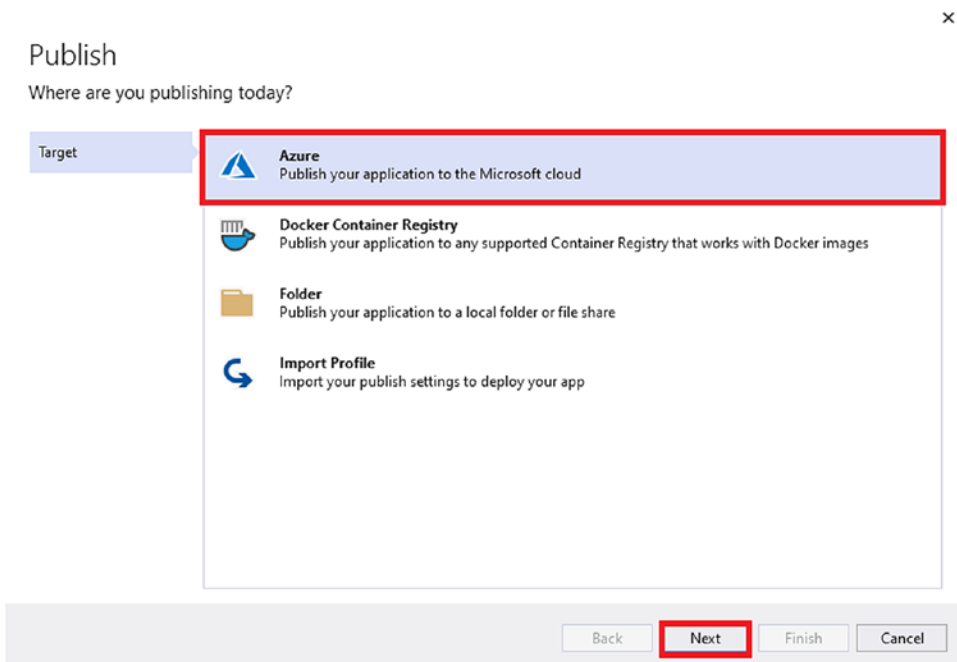 Publish
Where are you publishing today?
Target
Azure
Publish your application to the Microsoft cloud
Docker Container Registry
Publish your application to any supported Container Registry that works with Docker images
Folder
Publish your application to a local folder or file share
Import Profile
Import your publish settings to deploy your app
Back
Next
Finish
Cancel